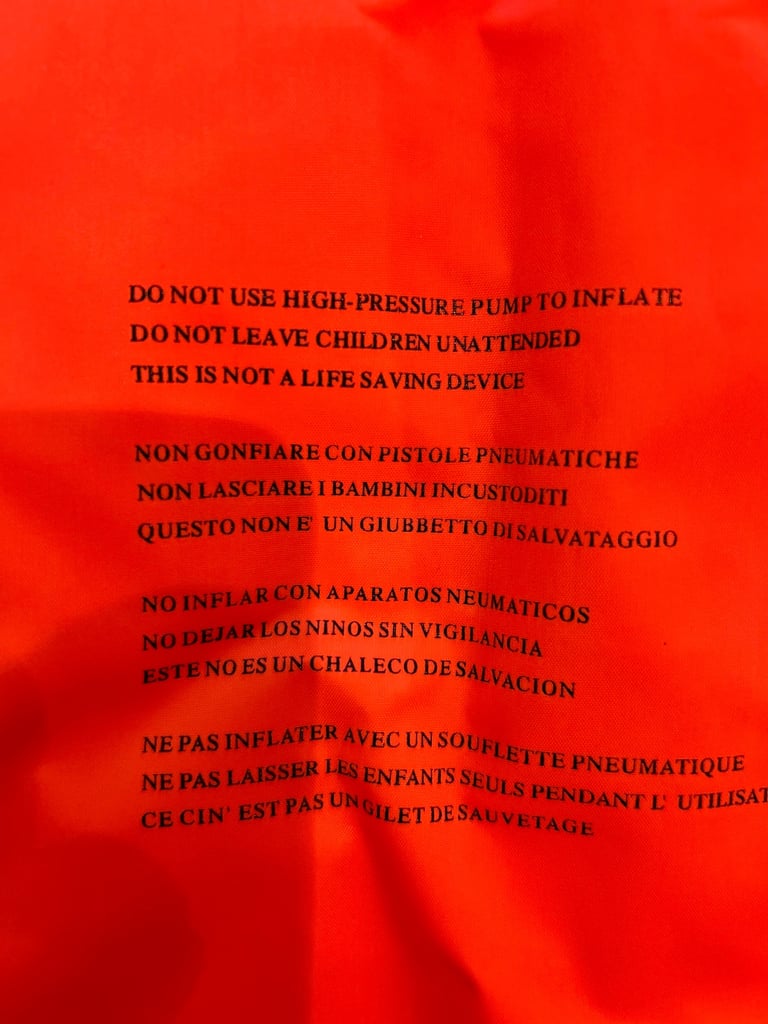 DO NOT USE HIGH-PRESSURE PUMP TO INFLATE
DO NOT LEAVE CHILDREN UNATTENDED
THIS IS NOT A LIFE SAVING DEVICE
NON GONFIARE CON PISTOLE PNEUMATICHE
NON LASCIARE I BAMBINI INCUSTODITI
QUESTO NON E' UN GIUBBETTO DI SALVATAGGIO
NO INFLAR CON APARATOS NEUMATICOS
NO DEJAR LOS NINOS SIN VIGILANCIA
ESTE NO ES UN CHALECO DE SALVACION
NE PAS INFLATER AVEC UN SOUFLETTE PNEUMATIQUE
NE PAS LAISSER LES ENFANTS SEULS PENDANT L' UTILISAT
CE CIN' EST PAS UN GILET DE SAUVETAGE